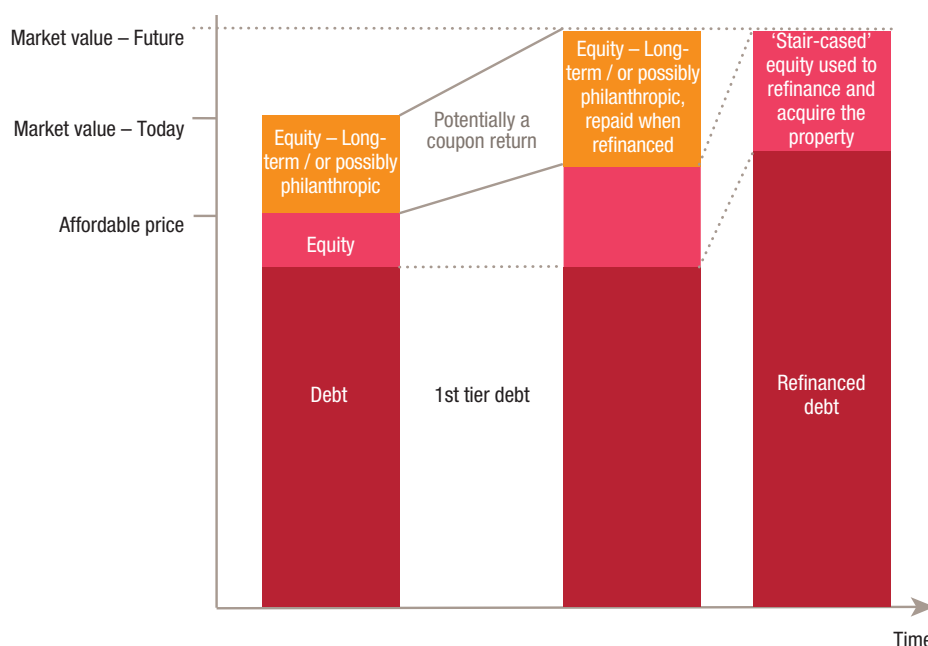 Market value – Future
Market value – Today
Affordable price
Equity – Long-
term / or possibly
philanthropic
Equity
Debt
Potentially a
coupon return
1st tier debt
Equity – Long-
term / or possibly
philanthropic,
repaid when
refinanced
‘Stair-cased’
equity used to
refinance and
acquire the
property
Refinanced
debt
Time